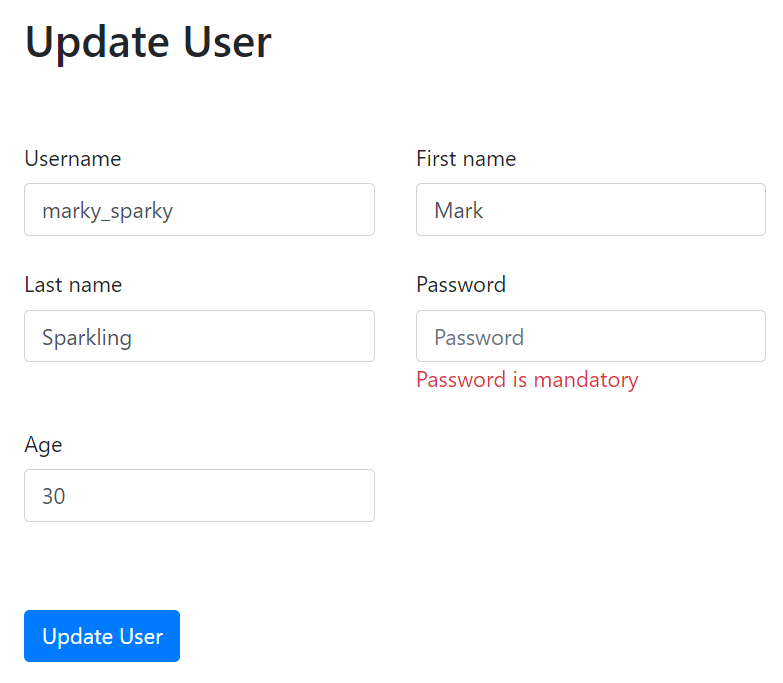 Update User
Username
First name
marky_sparky
Mark
Last name
Password
Sparkling
Password
Password is mandatory
Age
30
Update User